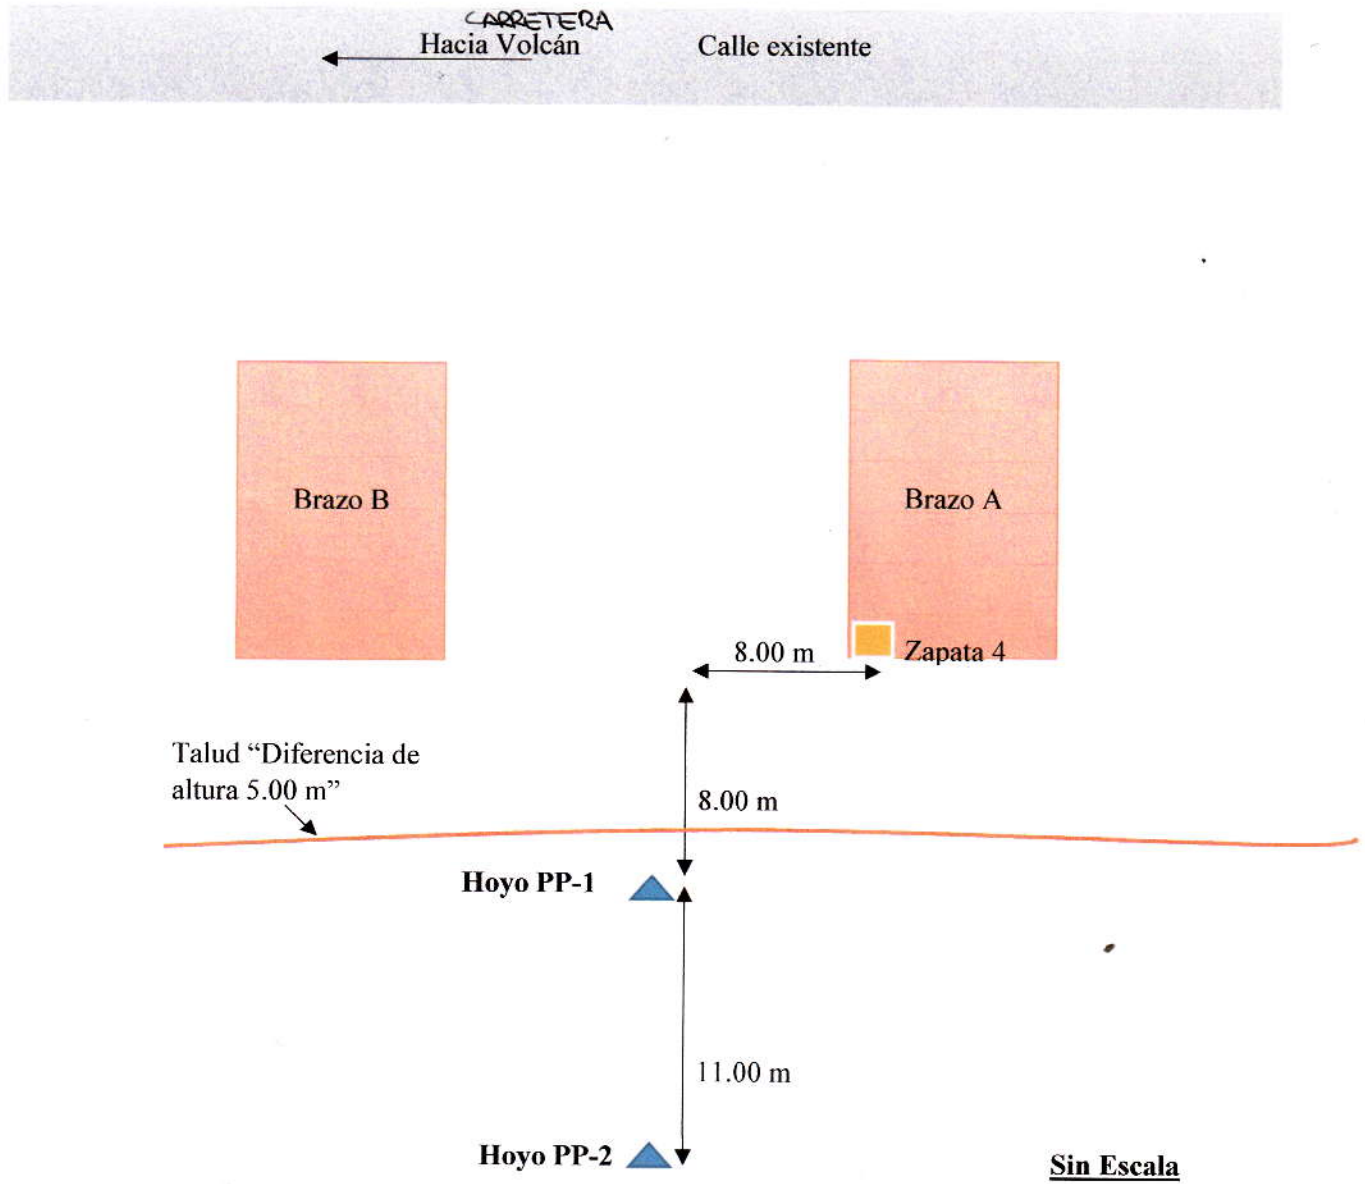 CARRETERA
Hacia Volcán
Calle existente
Brazo B
Brazo A
Zapata 4
8.00 m
Talud “Diferencia de
altura 5.00 m”
8.00 m
Hoyo PP-1
11.00 m
Hoyo PP-2
Sin Escala